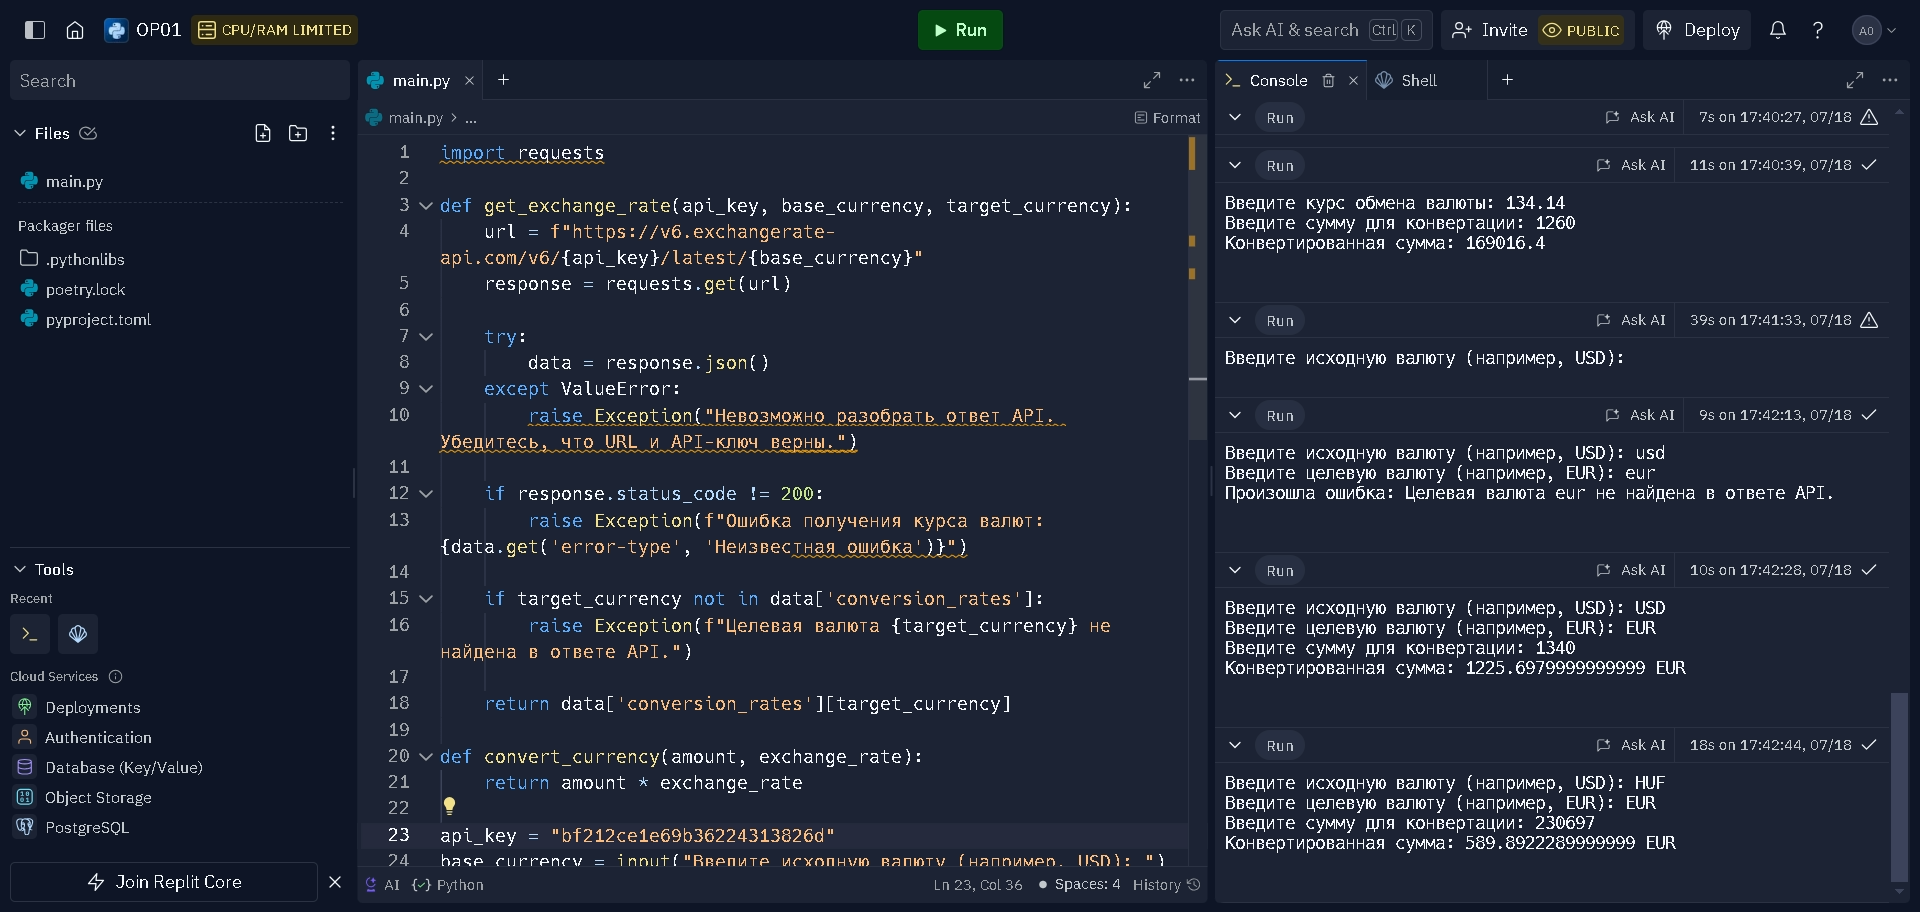 OP01
CPU/RAM LIMITED
Run
Ask AI & search
Ctrl
K
Invite
PUBLIC
Deploy
A0
Search
Files
main.py
Packager files
.pythonlibs
poetry.lock
pyproject.toml
Tools
Recent
Cloud Services
Deployments
Authentication
Database (Key/Value)
Object Storage
PostgreSQL
Join Replit Core
main.py
main.py > ...
Format
1 import requests
2
3 def get_exchange_rate(api_key, base_currency, target_currency):
4 url = f"https://v6.exchangerate-
api.com/v6/{api_key}/latest/{base_currency}"
5 response = requests.get(url)
6
7 try:
8 data = response.json()
9 except ValueError:
10 raise Exception("Невозможно разобрать ответ API.
Убедитесь, что URL и API-ключ верны.")
11
12 if response.status_code != 200:
13 raise Exception(f"Ошибка получения курса валют:
{data.get('error-type', 'Неизвестная ошибка')}")
14
15 if target_currency not in data['conversion_rates']:
16 raise Exception(f"Целевая валюта {target_currency} не
найдена в ответе API.")
17
18 return data['conversion_rates'][target_currency]
19
20 def convert_currency(amount, exchange_rate):
21 return amount * exchange_rate
22
23 api_key = "bf212ce1e69b36224313826d"
24 base_currency = input("Введите исходную валюту (например, USD): ")
AI
Python
Ln 23, Col 36
Spaces: 4
History
Console
Shell
Run
Ask AI
7s on 17:40:27, 07/18
Run
Ask AI
11s on 17:40:39, 07/18
Введите курс обмена валюты: 134.14
Введите сумму для конвертации: 1260
Конвертированная сумма: 169016.4
Run
Ask AI
39s on 17:41:33, 07/18
Введите исходную валюту (например, USD):
Run
Ask AI
9s on 17:42:13, 07/18
Введите исходную валюту (например, USD): usd
Введите целевую валюту (например, EUR): eur
Произошла ошибка: Целевая валюта eur не найдена в ответе API.
Run
Ask AI
10s on 17:42:28, 07/18
Введите исходную валюту (например, USD): USD
Введите целевую валюту (например, EUR): EUR
Введите сумму для конвертации: 1340
Конвертированная сумма: 1225.6979999999999 EUR
Run
Ask AI
18s on 17:42:44, 07/18
Введите исходную валюту (например, USD): HUF
Введите целевую валюту (например, EUR): EUR
Введите сумму для конвертации: 230697
Конвертированная сумма: 589.8922289999999 EUR